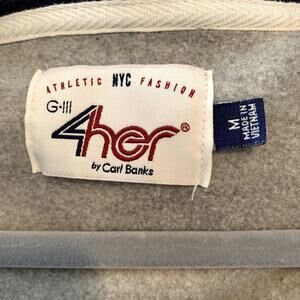 ATHLETIC NYC FASHION
G-III
4her®
by Carl Banks
M
MADE IN
VIETNAM